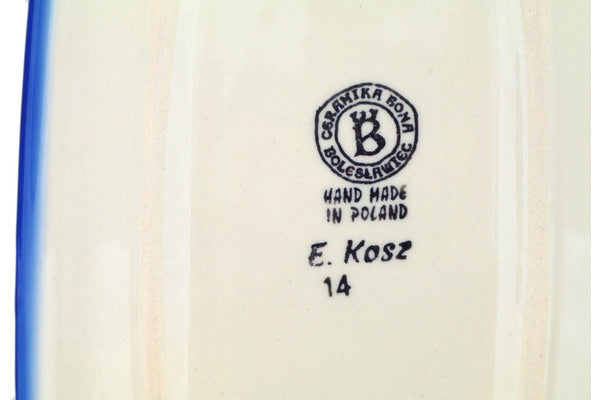 CERAMIKA BONA
B
BOLESŁAWIEC
HAND MADE
IN POLAND
E. Kosz
14